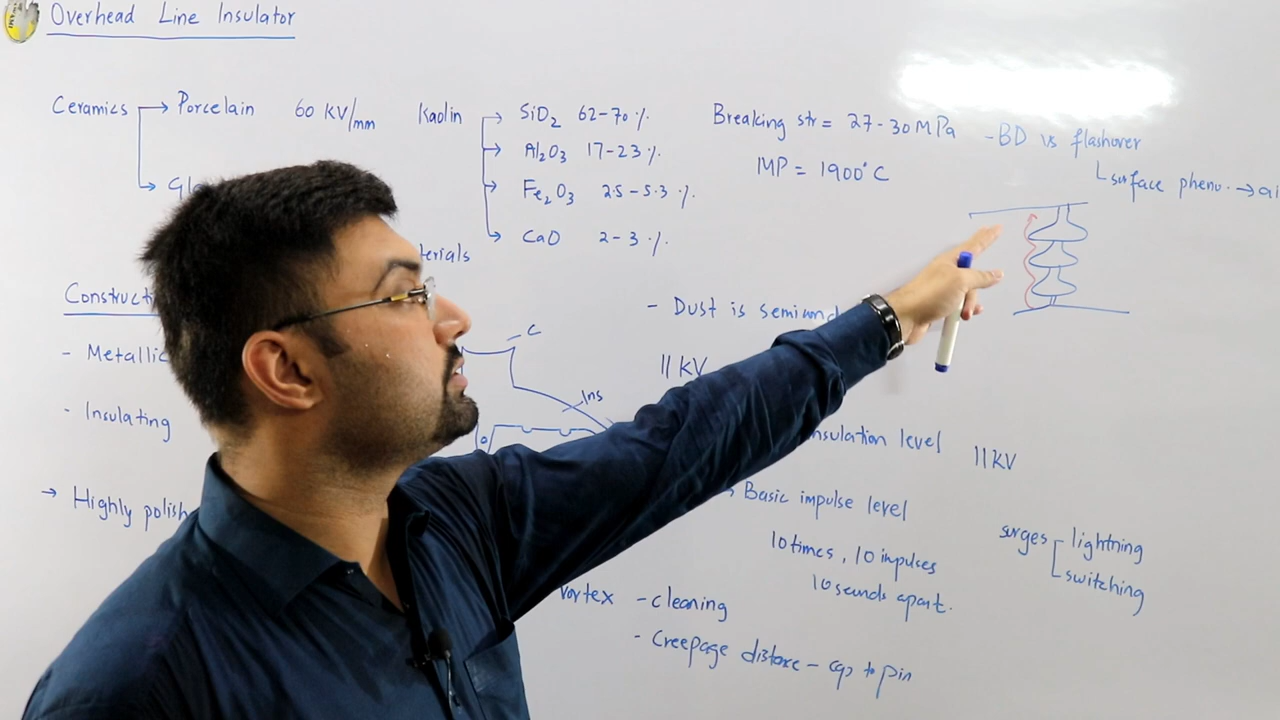 Overhead Line Insulator
Ceramics → Porcelain 60 KV/mm
Kaolin → SiO2 62-70 %.
→ Al2O3 17-23 %.
→ Fe2O3 2.5-5.3 %.
→ CaO 2-3 %.
Breaking str = 27-30 MPa
MP = 1900°C
- BD vs flashover
surface pheno. →
Construct
- Metallic
- Insulating
→ Highly polish
C
Ins
- Dust is
11 KV
insulation level 11 KV
→ Basic impulse level
10 times, 10 impulses
10 seconds apart.
surges lightning
switching
vortex - cleaning
- Creepage distance - cap to pin